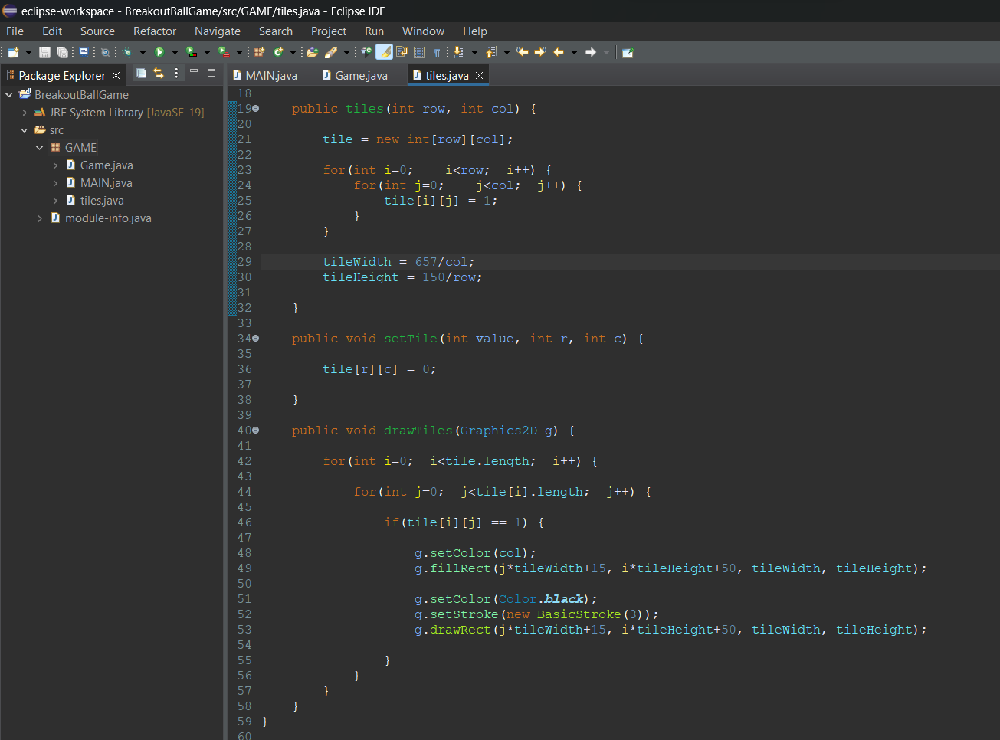 eclipse-workspace - BreakoutBallGame/src/GAME/tiles.java - Eclipse IDE
File Edit Source Refactor Navigate Search Project Run Window Help
Package Explorer
BreakoutBallGame
JRE System Library [JavaSE-19]
src
GAME
Game.java
MAIN.java
tiles.java
module-info.java
MAIN.java Game.java tiles.java
18
19 public tiles(int row, int col) {
20
21 tile = new int[row][col];
22
23 for(int i=0;    i<row;  i++) {
24 for(int j=0;    j<col;  j++) {
25 tile[i][j] = 1;
26 }
27 }
28
29 tileWidth = 657/col;
30 tileHeight = 150/row;
31
32 }
33
34 public void setTile(int value, int r, int c) {
35
36 tile[r][c] = 0;
37
38 }
39
40 public void drawTiles(Graphics2D g) {
41
42 for(int i=0;  i<tile.length;  i++) {
43
44 for(int j=0;  j<tile[i].length;  j++) {
45
46 if(tile[i][j] == 1) {
47
48 g.setColor(col);
49 g.fillRect(j*tileWidth+15, i*tileHeight+50, tileWidth, tileHeight);
50
51 g.setColor(Color.black);
52 g.setStroke(new BasicStroke(3));
53 g.drawRect(j*tileWidth+15, i*tileHeight+50, tileWidth, tileHeight);
54
55 }
56 }
57 }
58 }
59 }
60